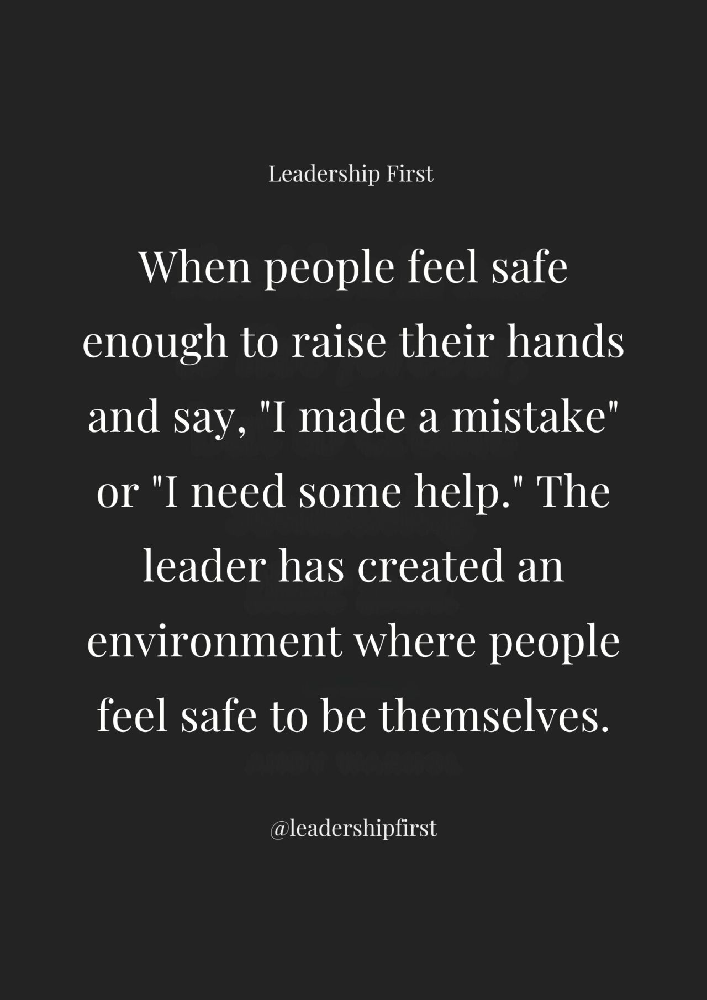 Leadership First
When people feel safe
enough to raise their hands
and say, "I made a mistake"
or "I need some help." The
leader has created an
environment where people
feel safe to be themselves.
@leadershipfirst